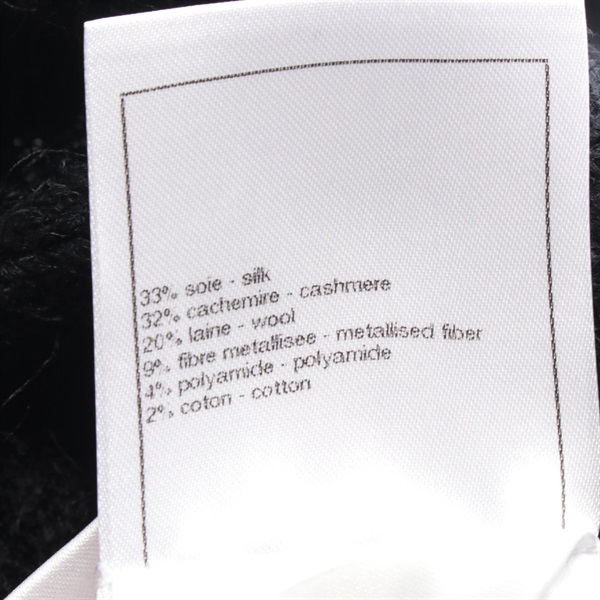 33% soie - silk
32% cachemire - cashmere
20% laine - wool
9% fibre metallisee - metallised fiber
4% polyamide - polyamide
2% coton - cotton